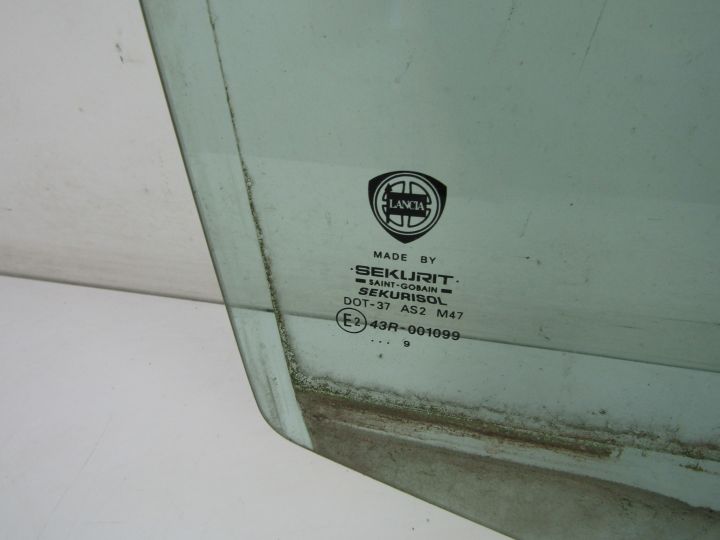 LANCIA
MADE BY
·SEKURIT·
SAINT-GOBAIN
SEKURISOL
DOT-37 AS2 M47
E2 43R-001099
... 9